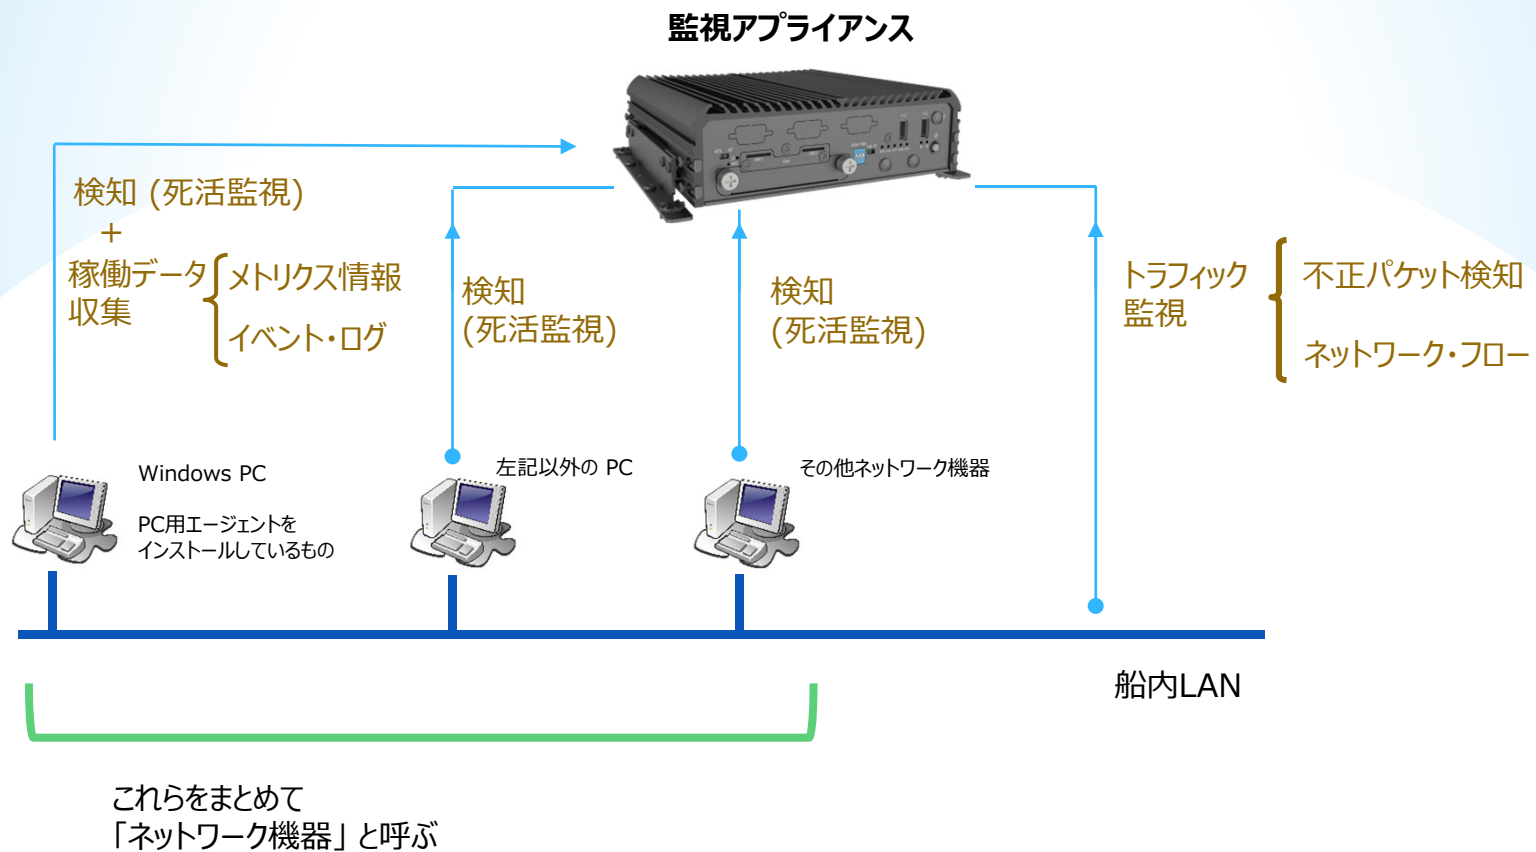 監視アプライアンス
検知 (死活監視)
+
稼働データ
収集
メトリクス情報
イベント・ログ
検知
(死活監視)
検知
(死活監視)
トラフィック
監視
不正パケット検知
ネットワーク・フロー
Windows PC
PC用エージェントを
インストールしているもの
左記以外の PC
その他ネットワーク機器
船内LAN
これらをまとめて
「ネットワーク機器」と呼ぶ